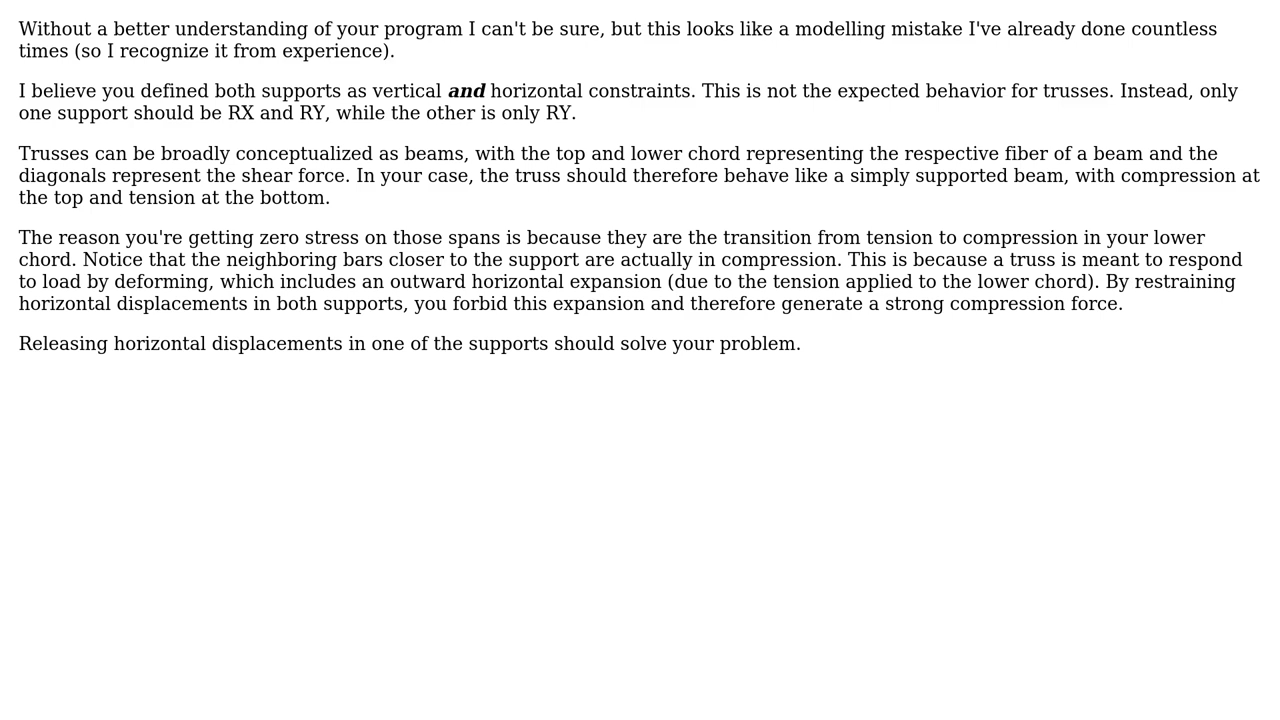 Without a better understanding of your program I can't be sure, but this looks like a modelling mistake I've already done countless
times (so I recognize it from experience).
I believe you defined both supports as vertical and horizontal constraints. This is not the expected behavior for trusses. Instead, only
one support should be RX and RY, while the other is only RY.
Trusses can be broadly conceptualized as beams, with the top and lower chord representing the respective fiber of a beam and the
diagonals represent the shear force. In your case, the truss should therefore behave like a simply supported beam, with compression at
the top and tension at the bottom.
The reason you're getting zero stress on those spans is because they are the transition from tension to compression in your lower
chord. Notice that the neighboring bars closer to the support are actually in compression. This is because a truss is meant to respond
to load by deforming, which includes an outward horizontal expansion (due to the tension applied to the lower chord). By restraining
horizontal displacements in both supports, you forbid this expansion and therefore generate a strong compression force.
Releasing horizontal displacements in one of the supports should solve your problem.